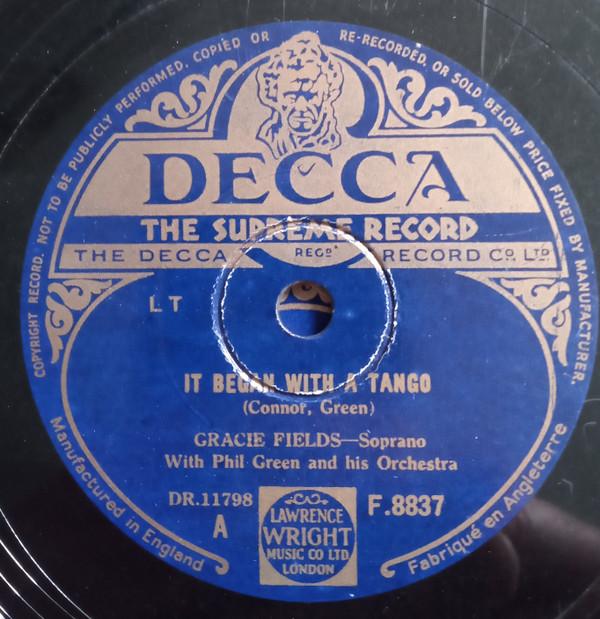 COPYRIGHT RECORD. NOT TO BE PUBLICLY PERFORMED, COPIED OR RE-RECORDED, OR SOLD BELOW PRICE FIXED BY MANUFACTURER.
DECCA
THE SUPREME RECORD
THE DECCA REGD. RECORD CO. LTD.
L T
IT BEGAN WITH A TANGO
(Connor, Green)
GRACIE FIELDS—Soprano
With Phil Green and his Orchestra
DR.11798
A
LAWRENCE
WRIGHT
MUSIC CO LTD.
LONDON
F.8837
Manufactured in England
Fabriqué en Angleterre